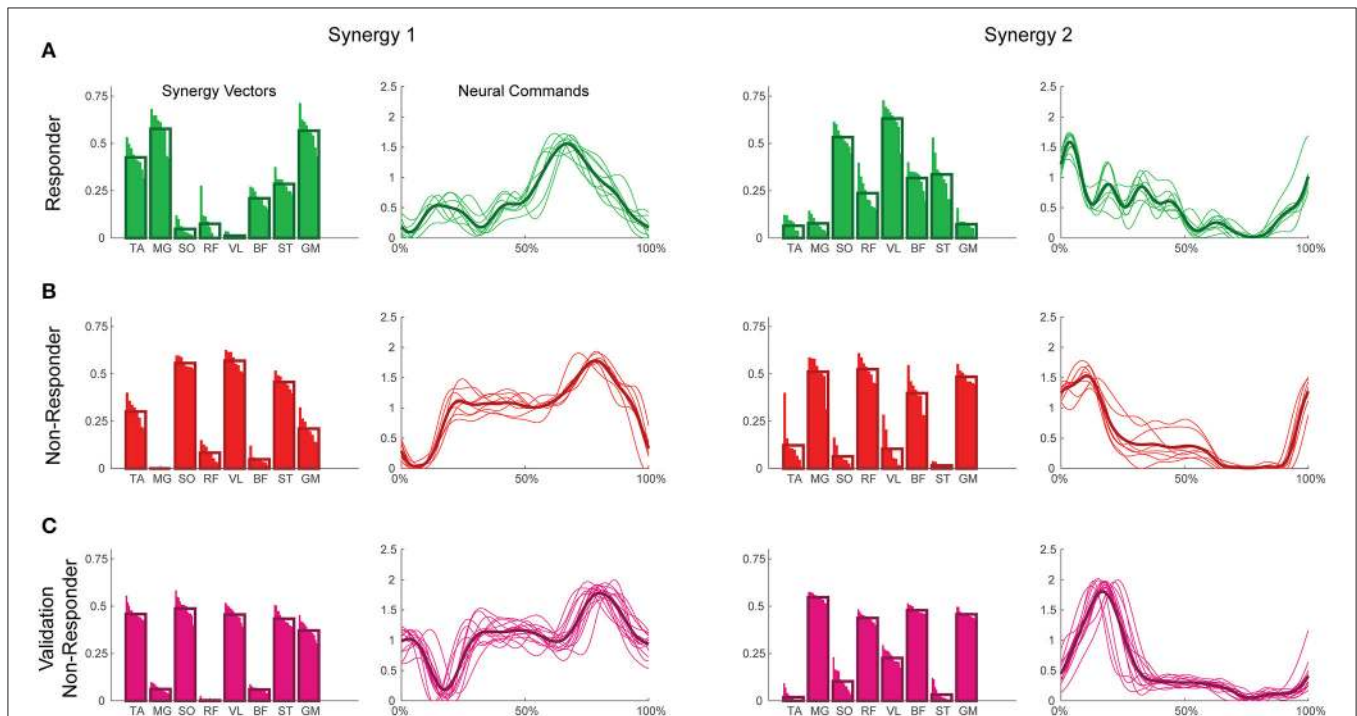 Synergy 1
Synergy 2
A
Responder
Synergy Vectors
0.75
0.5
0.25
0
TA MG SO RF VL BF ST GM
Neural Commands
2.5
2
1.5
1
0.5
0
0% 50% 100%
0.75
0.5
0.25
0
TA MG SO RF VL BF ST GM
2.5
2
1.5
1
0.5
0
0% 50% 100%
B
Non-Responder
0.75
0.5
0.25
0
TA MG SO RF VL BF ST GM
2.5
2
1.5
1
0.5
0
0% 50% 100%
0.75
0.5
0.25
0
TA MG SO RF VL BF ST GM
2.5
2
1.5
1
0.5
0
0% 50% 100%
C
Validation
Non-Responder
0.75
0.5
0.25
0
TA MG SO RF VL BF ST GM
2.5
2
1.5
1
0.5
0
0% 50% 100%
0.75
0.5
0.25
0
TA MG SO RF VL BF ST GM
2.5
2
1.5
1
0.5
0
0% 50% 100%